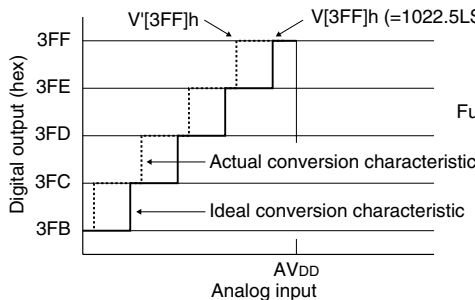 V'[3FF]h
V[3FF]h (=1022.5LS
3FF
3FE
3FD
3FC
3FB
Digital output (hex)
Fu
Actual conversion characteristic
Ideal conversion characteristic
AVDD
Analog input